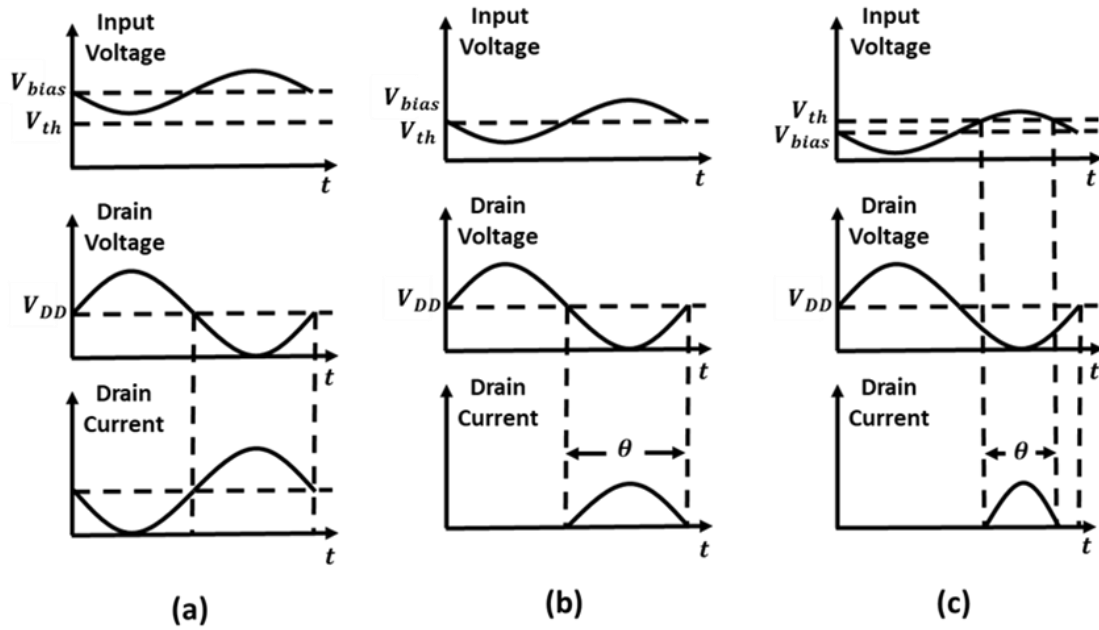 Input
Voltage
V_bias
V_th
t
Drain
Voltage
V_DD
t
Drain
Current
t
(a)
Input
Voltage
V_bias
V_th
t
Drain
Voltage
V_DD
t
Drain
Current
θ
t
(b)
Input
Voltage
V_th
V_bias
t
Drain
Voltage
V_DD
t
Drain
Current
θ
t
(c)